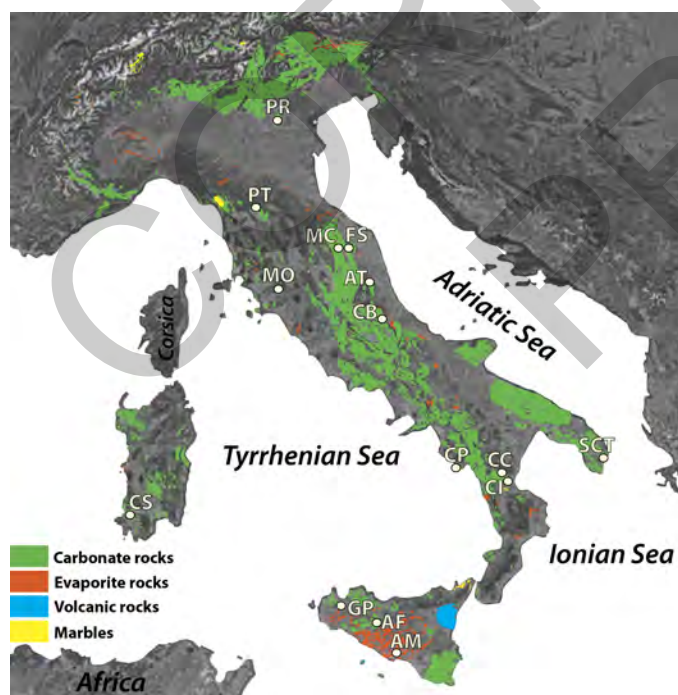 PR
PT
MC FS
MO
AT
CB
Corsica
Adriatic Sea
Tyrrhenian Sea
CP
CC
CI
SCT
CS
Carbonate rocks
Evaporite rocks
Volcanic rocks
Marbles
Ionian Sea
GP
AF
AM
Africa